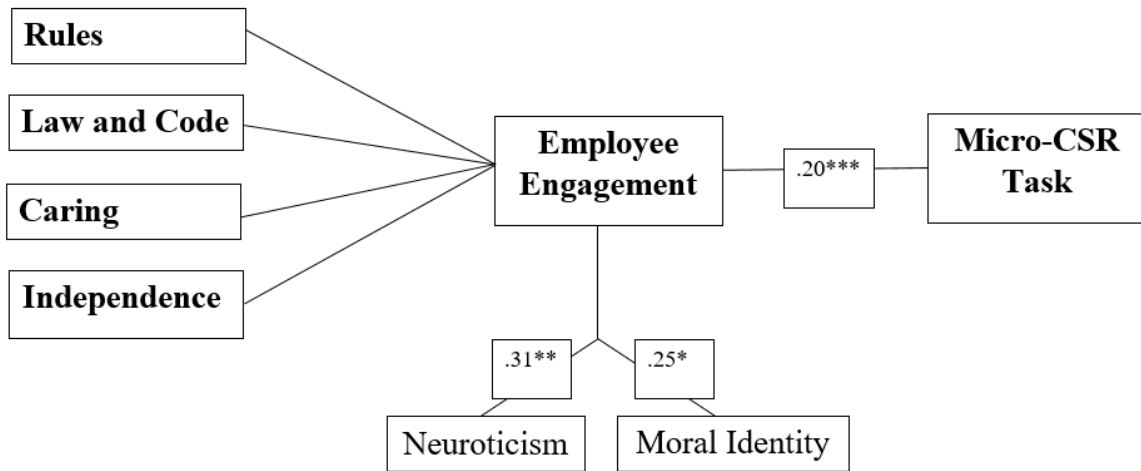 Rules
Law and Code
Caring
Independence
Employee
Engagement
.20***
Micro-CSR
Task
.31**
.25*
Neuroticism
Moral Identity